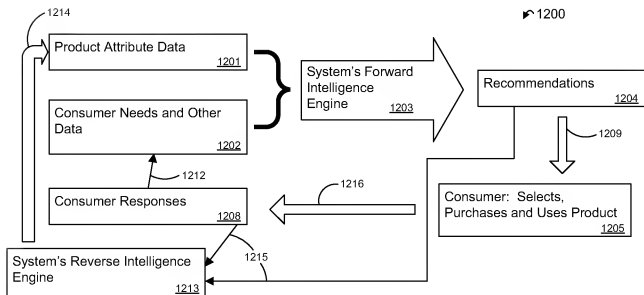 1214
1200
Product Attribute Data
1201
System's Forward
Intelligence
Engine
1203
Recommendations
1204
Consumer Needs and Other
Data
1202
1209
1212
1216
Consumer Responses
1208
Consumer: Selects,
Purchases and Uses Product
1205
1215
System's Reverse Intelligence
Engine
1213